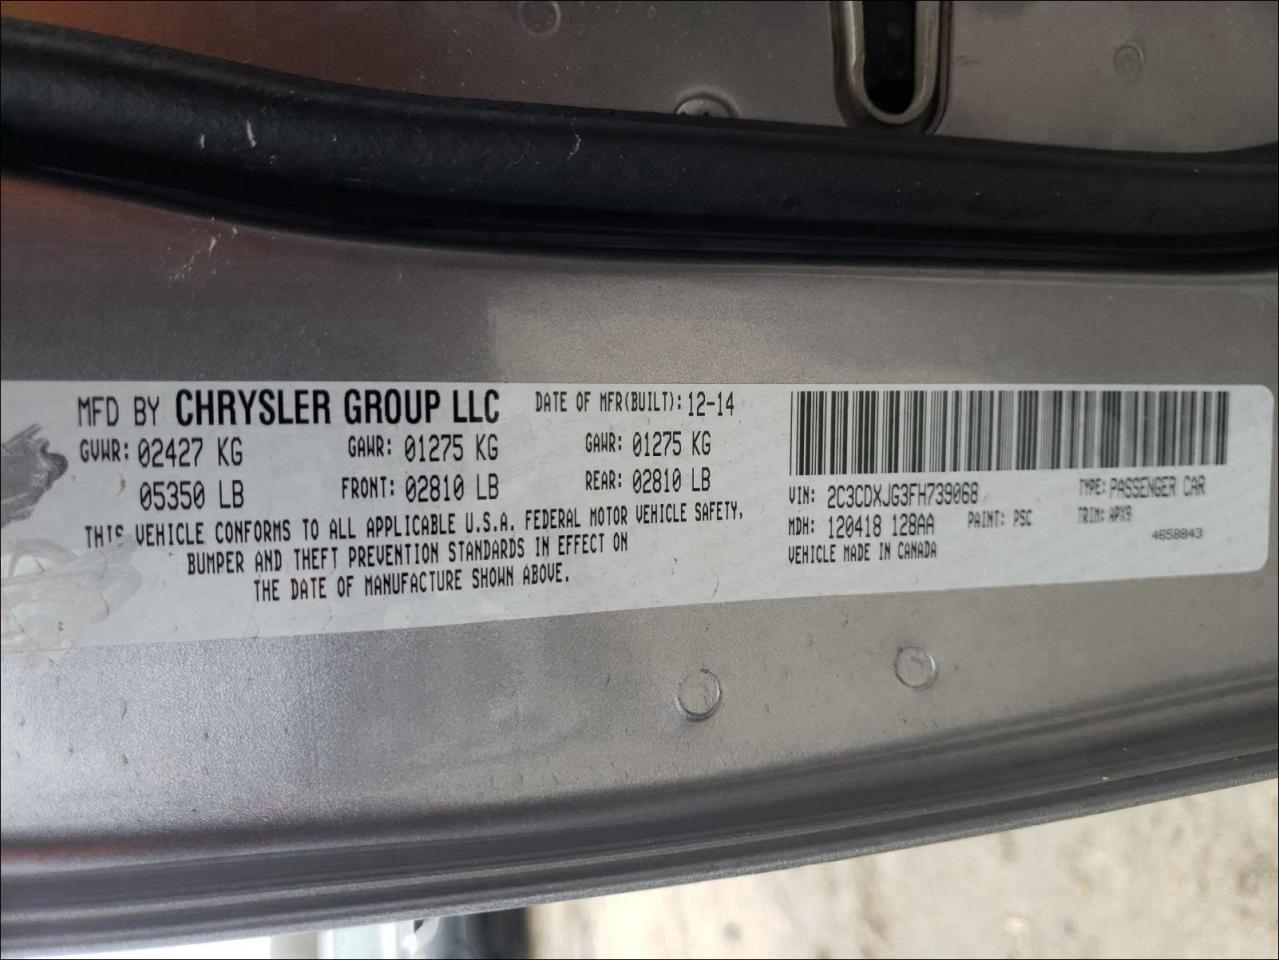 MFD BY CHRYSLER GROUP LLC DATE OF MFR(BUILT): 12-14
GVWR: 02427 KG GAWR: 01275 KG GAWR: 01275 KG
05350 LB FRONT: 02810 LB REAR: 02810 LB
THIS VEHICLE CONFORMS TO ALL APPLICABLE U.S.A. FEDERAL MOTOR VEHICLE SAFETY,
BUMPER AND THEFT PREVENTION STANDARDS IN EFFECT ON
THE DATE OF MANUFACTURE SHOWN ABOVE.
VIN: 2C3CDXJG3FH739068 TYPE: PASSENGER CAR
MDH: 120418 128AA PAINT: PSC TRIM: APX9
VEHICLE MADE IN CANADA 4658843